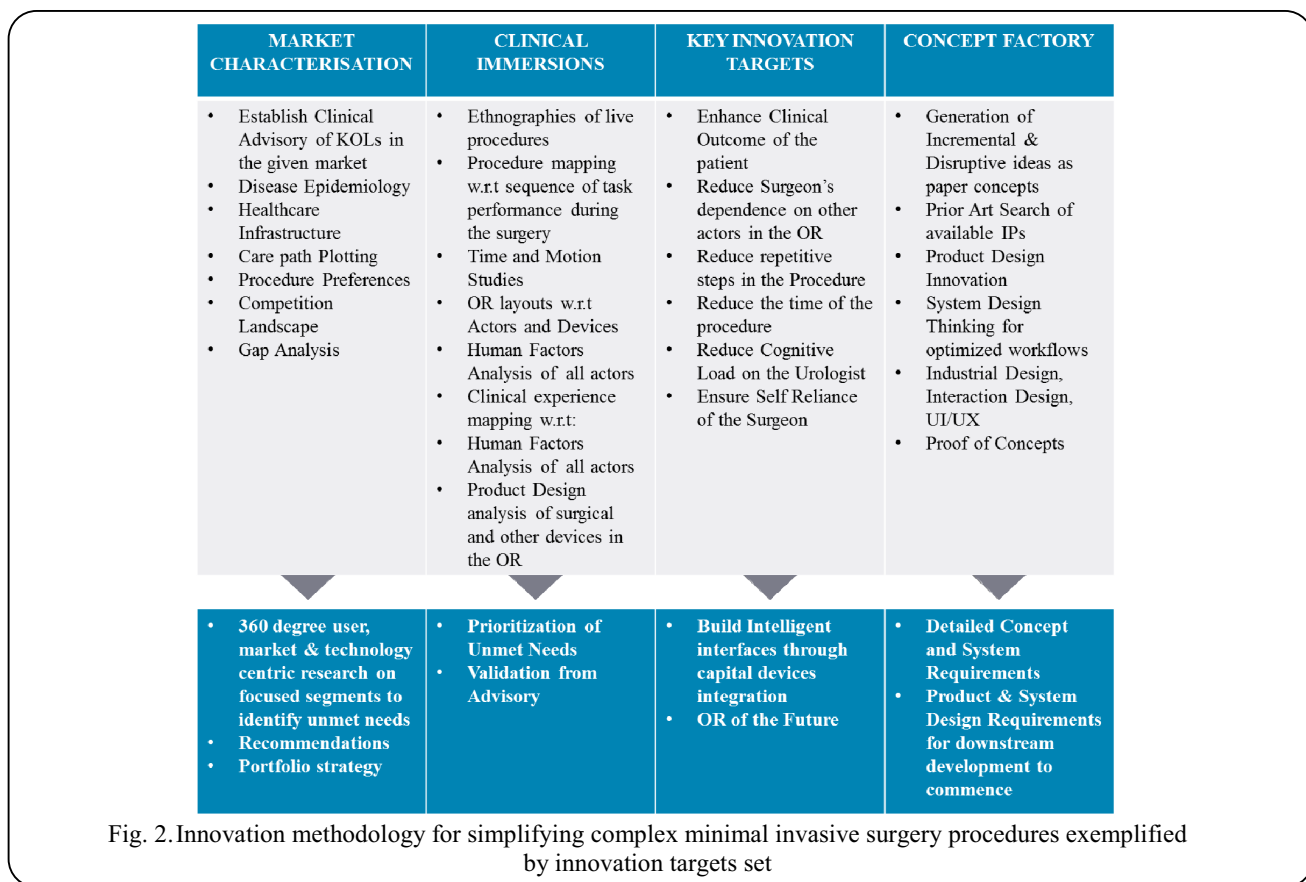 MARKET
CHARACTERISATION
• Establish Clinical
Advisory of KOLs in
the given market
• Disease Epidemiology
• Healthcare
Infrastructure
• Care path Plotting
• Procedure Preferences
• Competition
Landscape
• Gap Analysis
• 360 degree user,
market & technology
centric research on
focused segments to
identify unmet needs
• Recommendations
• Portfolio strategy
CLINICAL
IMMERSIONS
• Ethnographies of live
procedures
• Procedure mapping
w.r.t sequence of task
performance during
the surgery
• Time and Motion
Studies
• OR layouts w.r.t
Actors and Devices
• Human Factors
Analysis of all actors
• Clinical experience
mapping w.r.t:
• Human Factors
Analysis of all actors
• Product Design
analysis of surgical
and other devices in
the OR
• Prioritization of
Unmet Needs
• Validation from
Advisory
KEY INNOVATION
TARGETS
• Enhance Clinical
Outcome of the
patient
• Reduce Surgeon's
dependence on other
actors in the OR
• Reduce repetitive
steps in the Procedure
• Reduce the time of the
procedure
• Reduce Cognitive
Load on the Urologist
• Ensure Self Reliance
of the Surgeon
• Build Intelligent
interfaces through
capital devices
integration
• OR of the Future
CONCEPT FACTORY
• Generation of
Incremental &
Disruptive ideas as
paper concepts
• Prior Art Search of
available IPs
• Product Design
Innovation
• System Design
Thinking for
optimized workflows
• Industrial Design,
Interaction Design,
UI/UX
• Proof of Concepts
• Detailed Concept
and System
Requirements
• Product & System
Design Requirements
for downstream
development to
commence
Fig. 2. Innovation methodology for simplifying complex minimal invasive surgery procedures exemplified
by innovation targets set